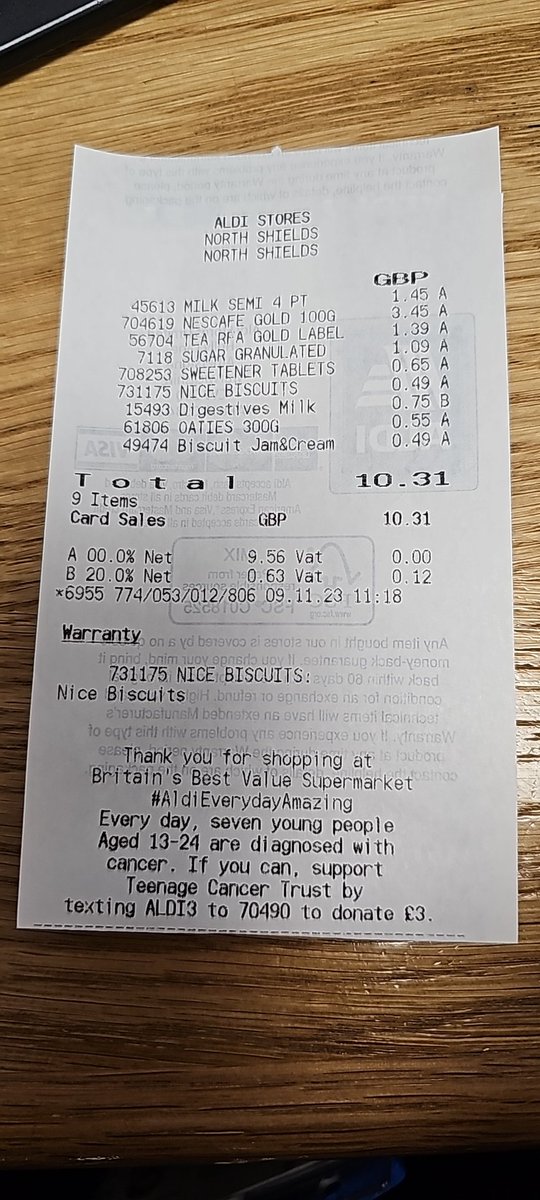 ALDI STORES
NORTH SHIELDS
NORTH SHIELDS
GBP
45613 MILK SEMI 4 PT 1.45 A
704619 NESCAFE GOLD 100G 3.45 A
56704 TEA RFA GOLD LABEL 1.39 A
7118 SUGAR GRANULATED 1.09 A
708253 SWEETENER TABLETS 0.65 A
731175 NICE BISCUITS 0.49 A
15493 Digestives Milk 0.75 B
61806 OATIES 300G 0.55 A
49474 Biscuit Jam&Cream 0.49 A
Total 10.31
9 Items
Card Sales GBP 10.31
A 00.0% Net 9.56 Vat 0.00
B 20.0% Net 0.63 Vat 0.12
*6955 774/053/012/806 09.11.23 11:18
Warranty
731175 NICE BISCUITS:
Nice Biscuits
Thank you for shopping at
Britain's Best Value Supermarket
#AldiEverydayAmazing
Every day, seven young people
Aged 13-24 are diagnosed with
cancer. If you can, support
Teenage Cancer Trust by
texting ALDI3 to 70490 to donate £3.